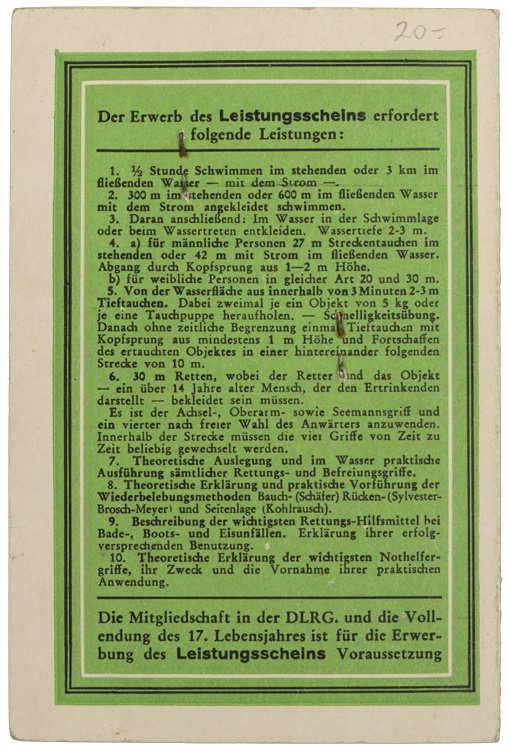 20-
Der Erwerb des Leistungsscheins erfordert
folgende Leistungen:
1. ½ Stunde Schwimmen im stehenden oder 3 km im
fließenden Wasser — mit dem Strom —.
2. 300 m im stehenden oder 600 m im fließenden Wasser
mit dem Strom angekleidet schwimmen.
3. Daran anschließend: Im Wasser in der Schwimmlage
oder beim Wassertreten entkleiden. Wassertiefe 2-3 m.
4. a) für männliche Personen 27 m Streckentauchen im
stehenden oder 42 m mit Strom im fließenden Wasser.
Abgang durch Kopfsprung aus 1—2 m Höhe.
b) für weibliche Personen in gleicher Art 20 und 30 m.
5. Von der Wasserfläche aus innerhalb von 3 Minuten 2-3 m
Tieftauchen. Dabei zweimal je ein Objekt von 5 kg oder
je eine Tauchpuppe heraufholen. — Schnelligkeitsübung.
Danach ohne zeitliche Begrenzung einmal Tieftauchen mit
Kopfsprung aus mindestens 1 m Höhe und Fortschaffen
des ertauchten Objektes in einer hintereinander folgenden
Strecke von 10 m.
6. 30 m Retten, wobei der Retter und das Objekt
— ein über 14 Jahre alter Mensch, der den Ertrinkenden
darstellt — bekleidet sein müssen.
Es ist der Achsel-, Oberarm- sowie Seemannsgriff und
ein vierter nach freier Wahl des Anwärters anzuwenden.
Innerhalb der Strecke müssen die vier Griffe von Zeit zu
Zeit beliebig gewechselt werden.
7. Theoretische Auslegung und im Wasser praktische
Ausführung sämtlicher Rettungs- und Befreiungsgriffe.
8. Theoretische Erklärung und praktische Vorführung der
Wiederbelebungsmethoden Bauch- (Schäfer) Rücken- (Sylvester-
Brosch-Meyer) und Seitenlage (Kohlrausch).
9. Beschreibung der wichtigsten Rettungs-Hilfsmittel bei
Bade-, Boots- und Eisunfällen. Erklärung ihrer erfolg-
versprechenden Benutzung.
10. Theoretische Erklärung der wichtigsten Nothelfer-
griffe, ihr Zweck und die Vornahme ihrer praktischen
Anwendung.
Die Mitgliedschaft in der DLRG. und die Voll-
endung des 17. Lebensjahres ist für die Erwer-
bung des Leistungsscheins Voraussetzung